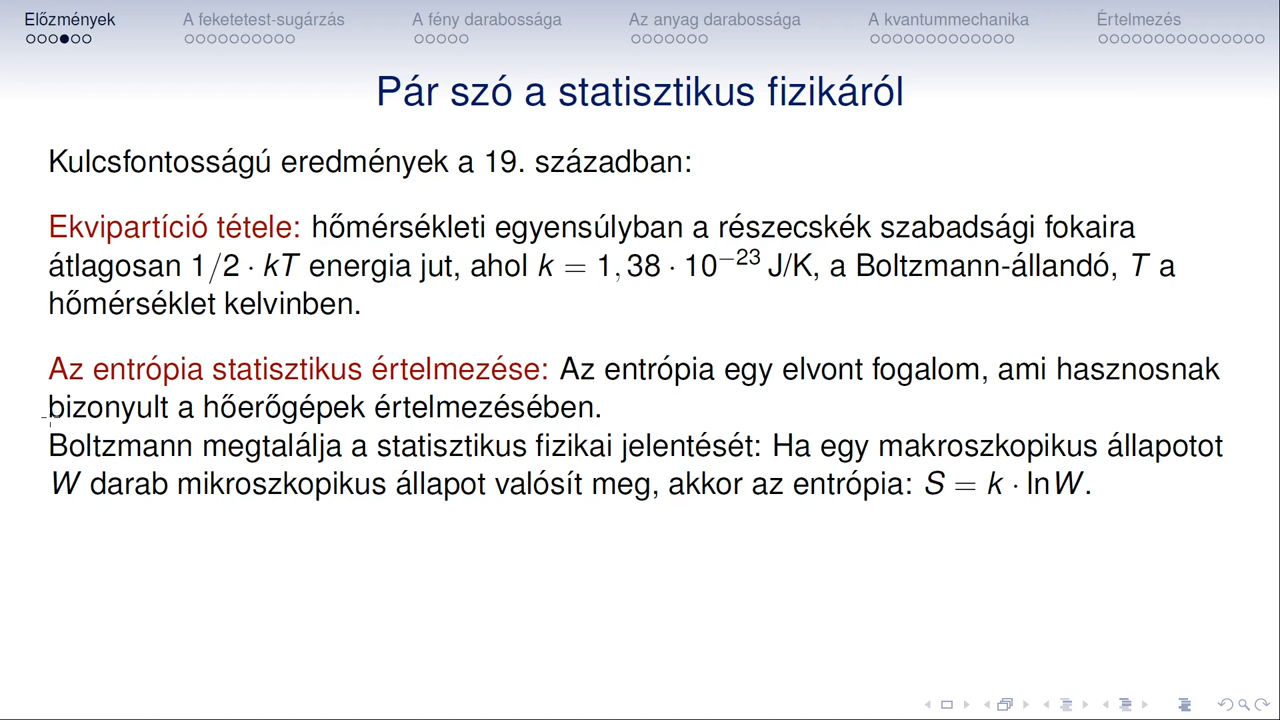 Előzmények
A feketetest-sugárzás
A fény darabossága
Az anyag darabossága
A kvantummechanika
Értelmezés
Pár szó a statisztikus fizikáról
Kulcsfontosságú eredmények a 19. században:
Ekvipartíció tétele: hőmérsékleti egyensúlyban a részecskék szabadsági fokaira
átlagosan 1/2 · kT energia jut, ahol k = 1,38 · 10⁻²³ J/K, a Boltzmann-állandó, T a
hőmérséklet kelvinben.
Az entrópia statisztikus értelmezése: Az entrópia egy elvont fogalom, ami hasznosnak
bizonyult a hőerőgépek értelmezésében.
Boltzmann megtalálja a statisztikus fizikai jelentését: Ha egy makroszkopikus állapotot
W darab mikroszkopikus állapot valósít meg, akkor az entrópia: S = k · lnW.